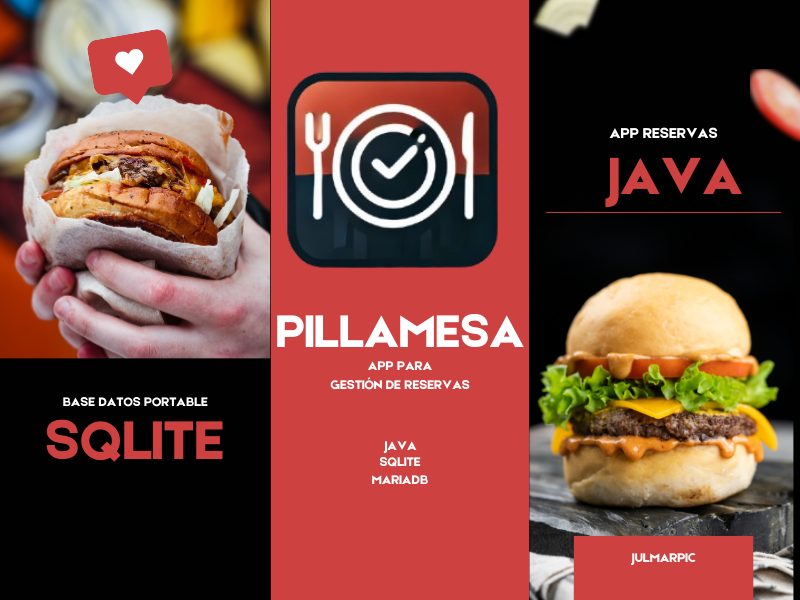 BASE DATOS PORTABLE
SQLITE
PILLAMESA
APP PARA
GESTIÓN DE RESERVAS
JAVA
SQLITE
MARIADB
APP RESERVAS
JAVA
JULMARPIC